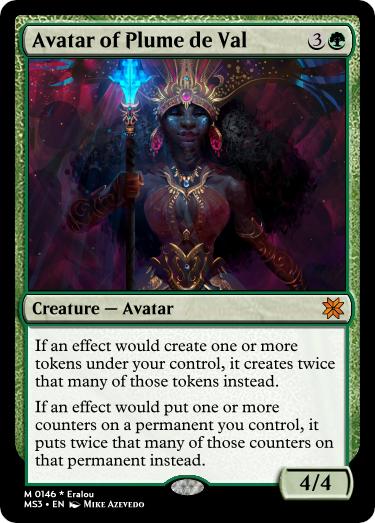 Avatar of Plume de Val 3
Creature — Avatar
If an effect would create one or more
tokens under your control, it creates twice
that many of those tokens instead.
If an effect would put one or more
counters on a permanent you control, it
puts twice that many of those counters on
that permanent instead.
4/4
M 0146 * Eralou
MS3 • EN Mike Azevedo